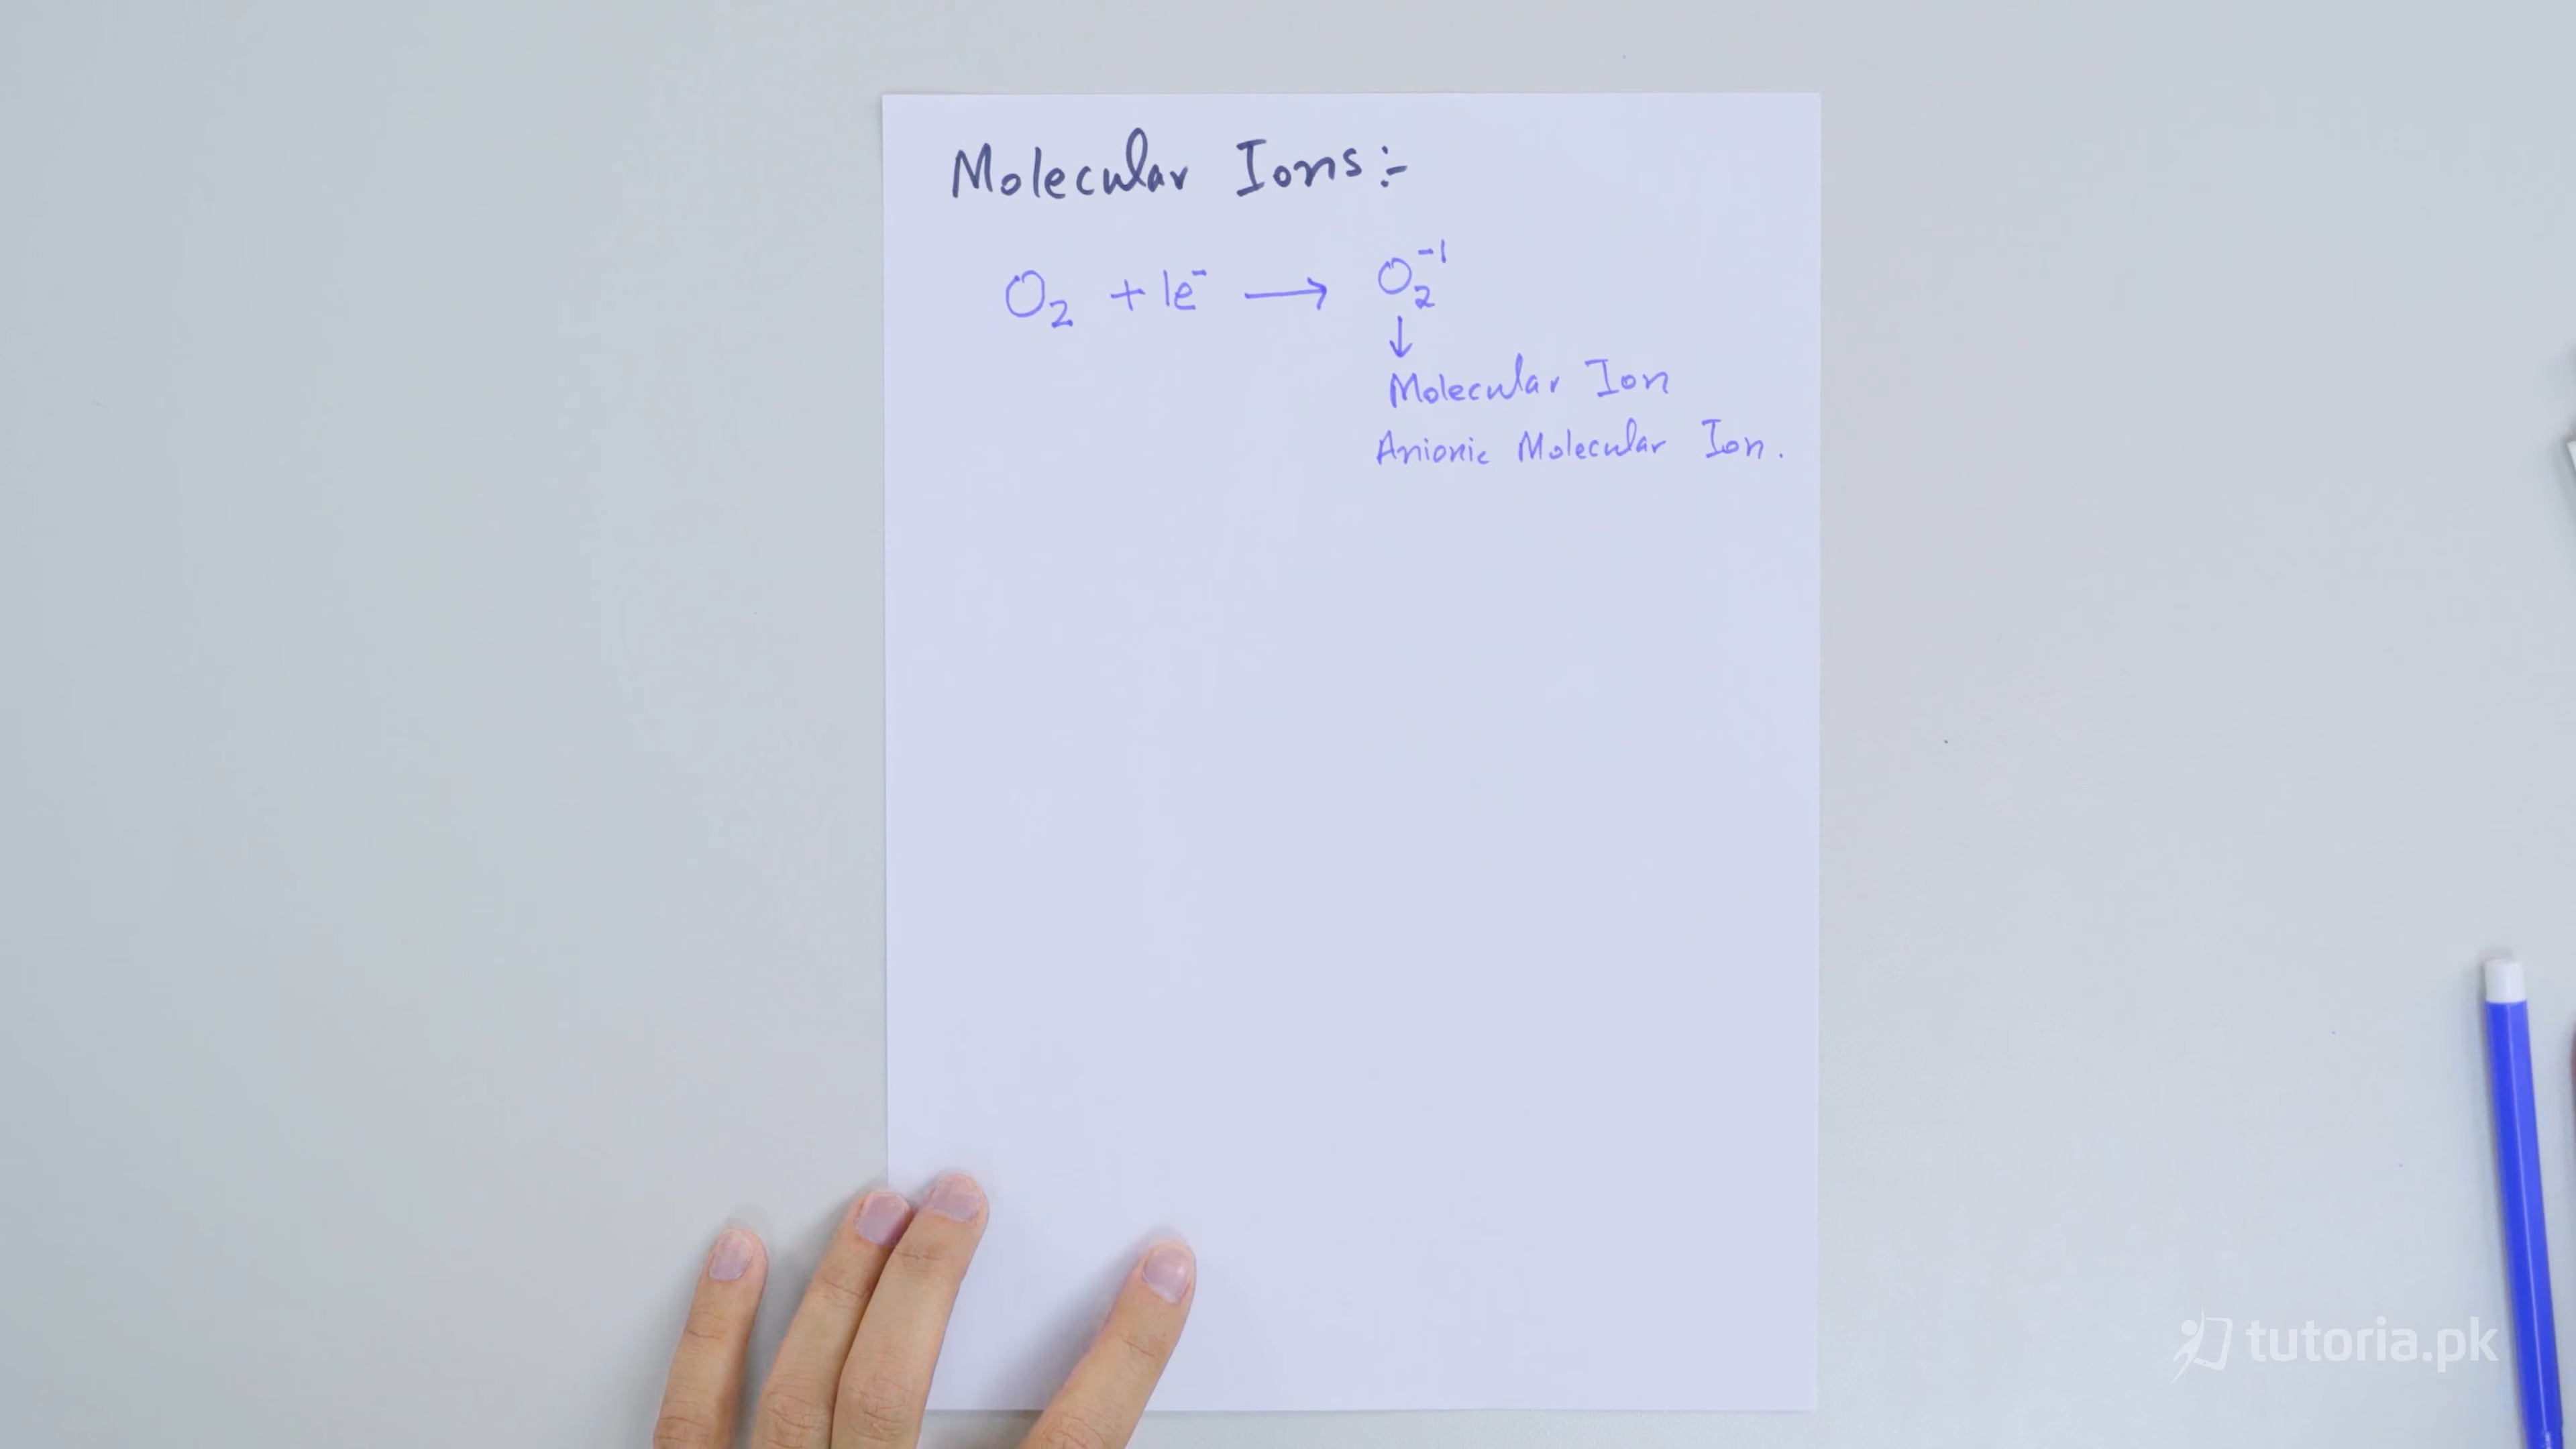 Molecular Ions:-
O₂ + 1e⁻ ⟶ O₂⁻¹
↓
Molecular Ion
Anionic Molecular Ion.
tutoria.pk